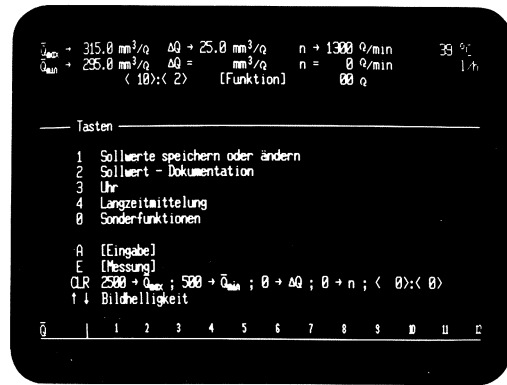 Q̄max → 315.0 mm³/Q ΔQ → 25.0 mm³/Q n → 1300 Q/min 39 °C
Q̄min → 295.0 mm³/Q ΔQ = mm³/Q n = 0 Q/min l/h
< 10>:< 2> [Funktion] 00 Q
Tasten
1 Sollwerte speichern oder ändern
2 Sollwert - Dokumentation
3 Uhr
4 Langzeitmittelung
0 Sonderfunktionen
A [Eingabe]
E [Messung]
CLR 2500 → Q̄max ; 500 → Q̄min ; 0 → ΔQ ; 0 → n ; < 0>:< 0>
↑↓ Bildhelligkeit
Q̄ | 1 2 3 4 5 6 7 8 9 10 11 12